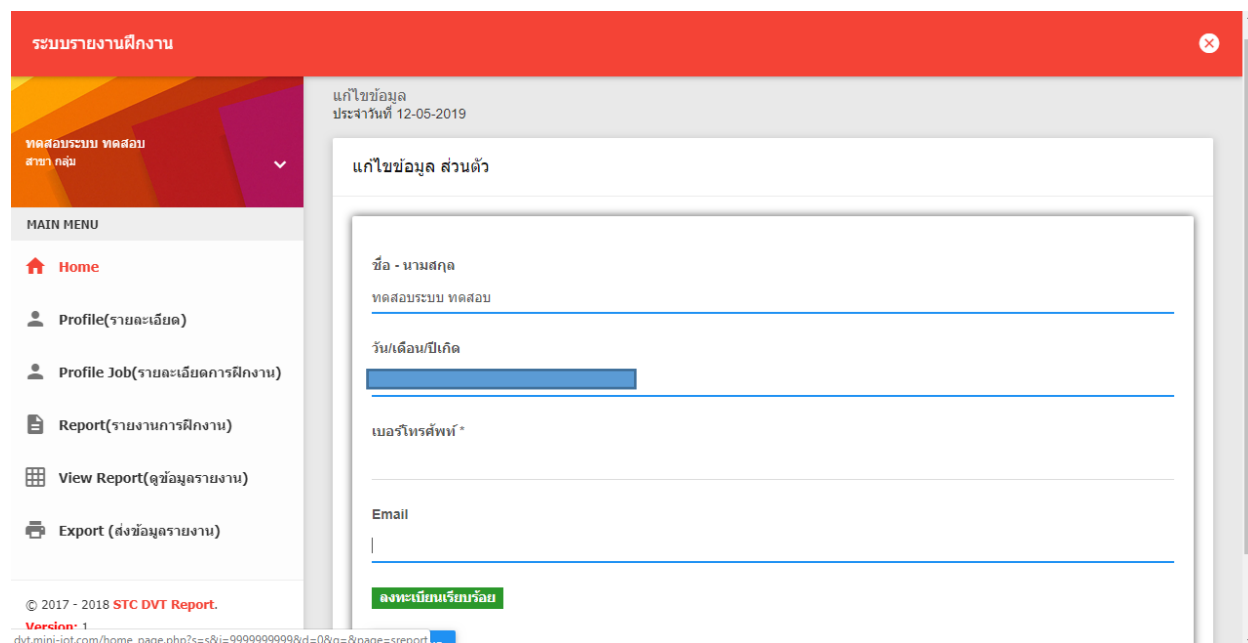 ระบบรายงานฝึกงาน
ทดสอบระบบ ทดสอบ
สาขา กลุ่ม
MAIN MENU
Home
Profile(รายละเอียด)
Profile Job(รายละเอียดการฝึกงาน)
Report(รายงานการฝึกงาน)
View Report(ดูข้อมูลรายงาน)
Export (ส่งข้อมูลรายงาน)
© 2017 - 2018 STC DVT Report.
Version: 1
dvt.mini-iot.com/home_page.php?s=s&i=9999999999&d=0&g=&page=sreport
แก้ไขข้อมูล
ประจำวันที่ 12-05-2019
แก้ไขข้อมูล ส่วนตัว
ชื่อ - นามสกุล
ทดสอบระบบ ทดสอบ
วัน/เดือน/ปีเกิด
เบอร์โทรศัพท์ *
Email
ลงทะเบียนเรียบร้อย